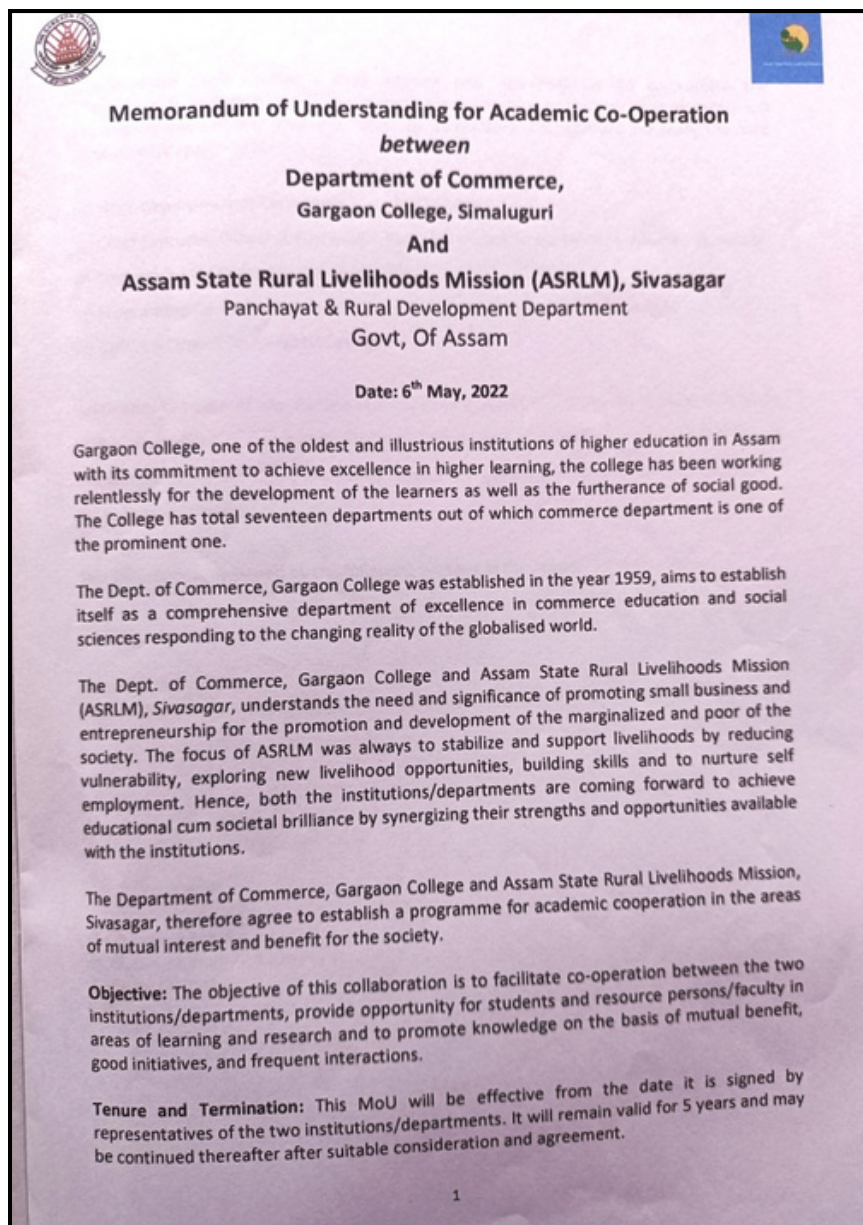 Memorandum of Understanding for Academic Co-Operation
between
Department of Commerce,
Gargaon College, Simaluguri
And
Assam State Rural Livelihoods Mission (ASRLM), Sivasagar
Panchayat & Rural Development Department
Govt, Of Assam
Date: 6th May, 2022
Gargaon College, one of the oldest and illustrious institutions of higher education in Assam
with its commitment to achieve excellence in higher learning, the college has been working
relentlessly for the development of the learners as well as the furtherance of social good.
The College has total seventeen departments out of which commerce department is one of
the prominent one.
The Dept. of Commerce, Gargaon College was established in the year 1959, aims to establish
itself as a comprehensive department of excellence in commerce education and social
sciences responding to the changing reality of the globalised world.
The Dept. of Commerce, Gargaon College and Assam State Rural Livelihoods Mission
(ASRLM), Sivasagar, understands the need and significance of promoting small business and
entrepreneurship for the promotion and development of the marginalized and poor of the
society. The focus of ASRLM was always to stabilize and support livelihoods by reducing
vulnerability, exploring new livelihood opportunities, building skills and to nurture self
employment. Hence, both the institutions/departments are coming forward to achieve
educational cum societal brilliance by synergizing their strengths and opportunities available
with the institutions.
The Department of Commerce, Gargaon College and Assam State Rural Livelihoods Mission,
Sivasagar, therefore agree to establish a programme for academic cooperation in the areas
of mutual interest and benefit for the society.
Objective: The objective of this collaboration is to facilitate co-operation between the two
institutions/departments, provide opportunity for students and resource persons/faculty in
areas of learning and research and to promote knowledge on the basis of mutual benefit,
good initiatives, and frequent interactions.
Tenure and Termination: This MoU will be effective from the date it is signed by
representatives of the two institutions/departments. It will remain valid for 5 years and may
be continued thereafter after suitable consideration and agreement.
1